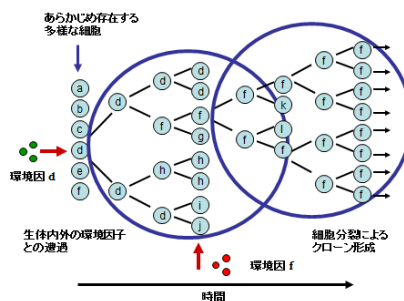 あらかじめ存在する
多様な細胞
a
b
c
d
e
f
環境因 d
d
d
d
f
h
d
d
d
f
g
h
h
i
j
f
f
f
k
l
f
f
f
f
f
f
f
f
f
f
f
f
f
生体内外の環境因子
との遭遇
環境因 f
細胞分裂による
クローン形成
時間